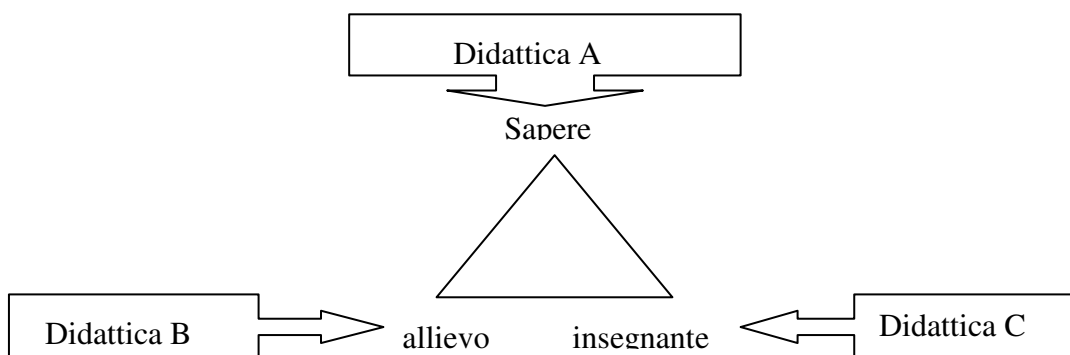 Didattica A
Sapere
Didattica B
allievo
insegnante
Didattica C